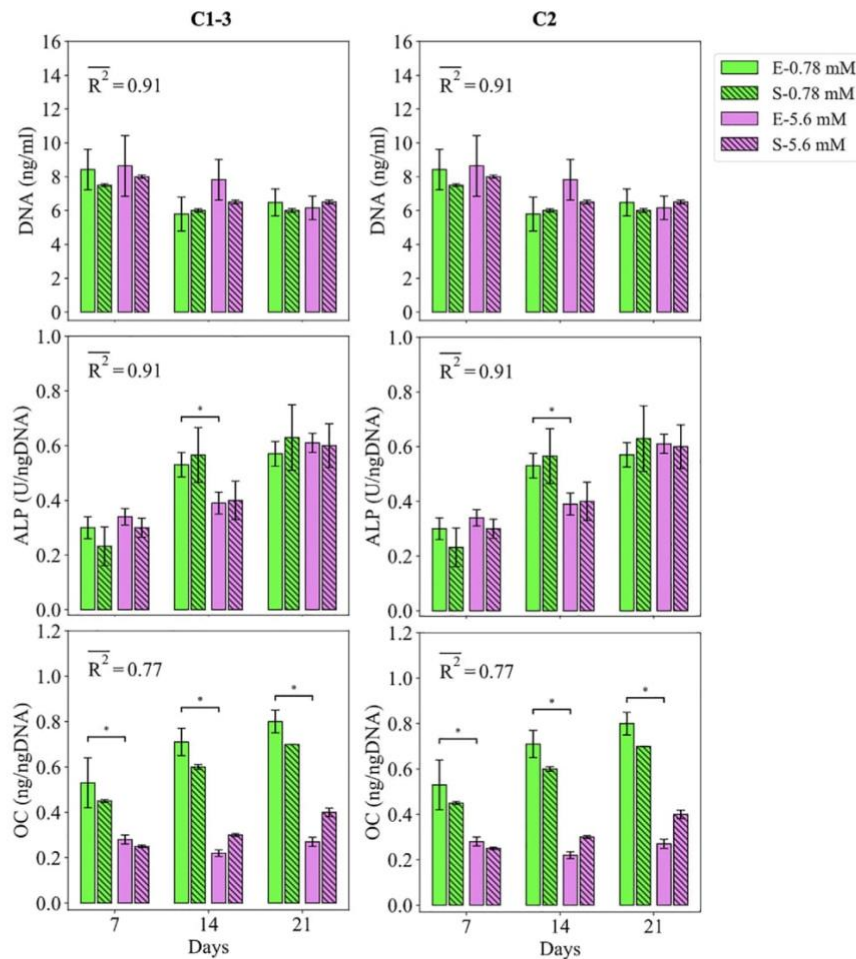 C1-3
C2
16
14
12
10
8
6
4
2
0
DNA (ng/ml)
R² = 0.91
16
14
12
10
8
6
4
2
0
DNA (ng/ml)
R² = 0.91
E-0.78 mM
S-0.78 mM
E-5.6 mM
S-5.6 mM
1.0
0.8
0.6
0.4
0.2
0.0
ALP (U/ngDNA)
R² = 0.91
*
1.0
0.8
0.6
0.4
0.2
0.0
ALP (U/ngDNA)
R² = 0.91
*
1.2
1.0
0.8
0.6
0.4
0.2
0.0
OC (ng/ngDNA)
R² = 0.77
* * *
7 14 21
Days
1.2
1.0
0.8
0.6
0.4
0.2
0.0
OC (ng/ngDNA)
R² = 0.77
* * *
7 14 21
Days